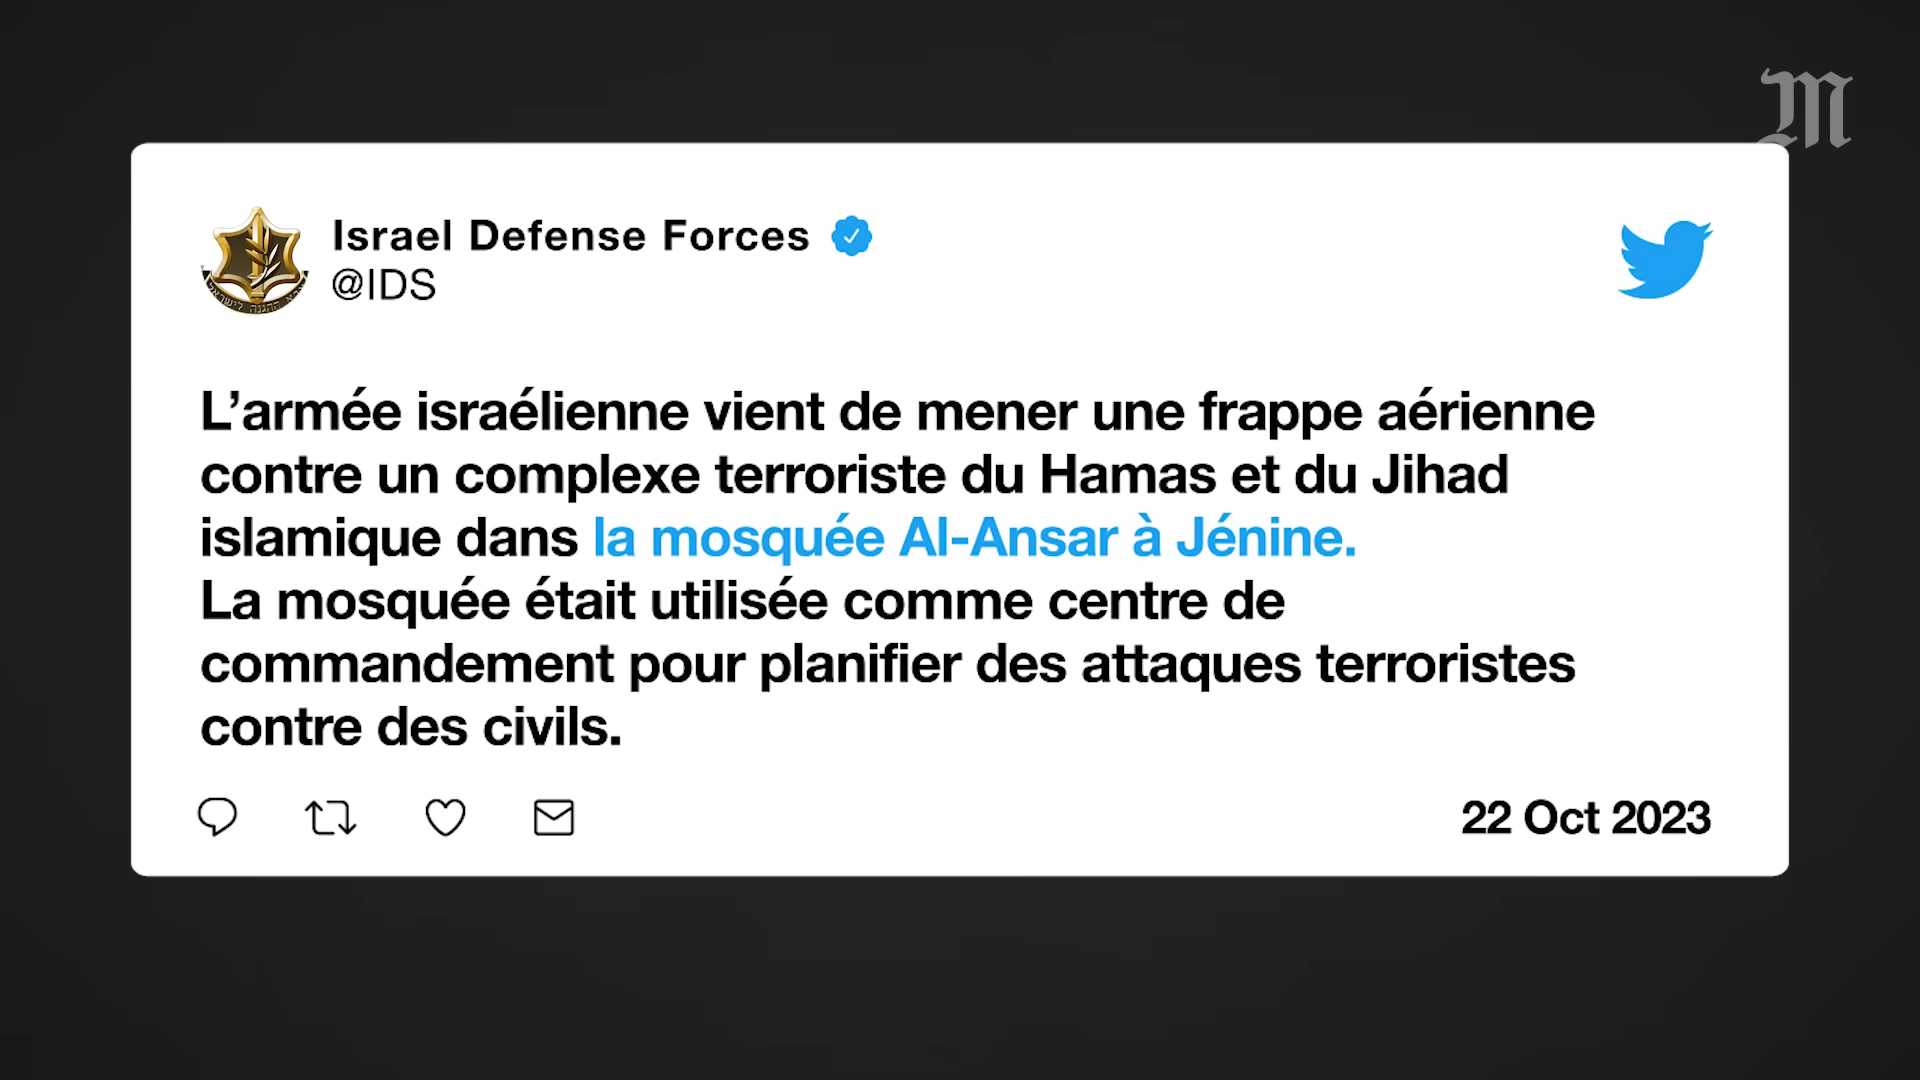 M
Israel Defense Forces
@IDS
L’armée israélienne vient de mener une frappe aérienne
contre un complexe terroriste du Hamas et du Jihad
islamique dans la mosquée Al-Ansar à Jénine.
La mosquée était utilisée comme centre de
commandement pour planifier des attaques terroristes
contre des civils.
22 Oct 2023